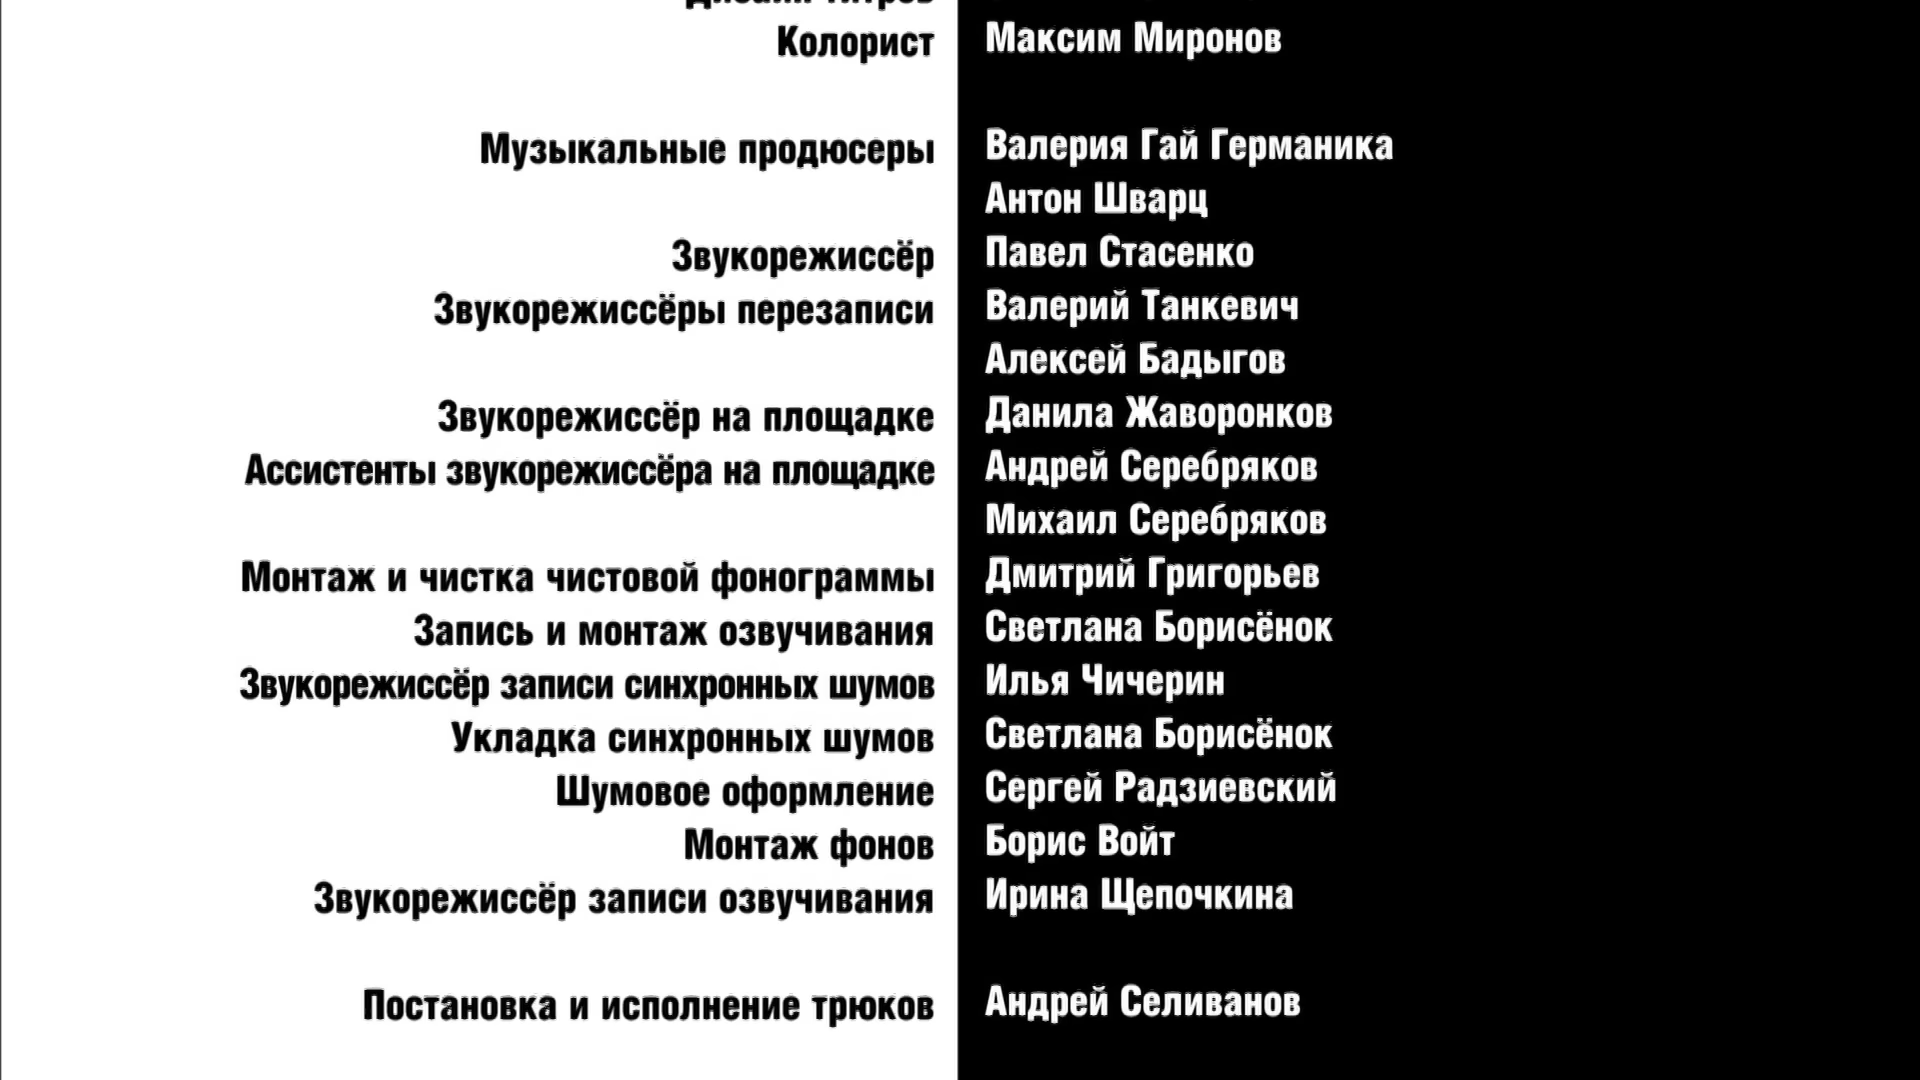 Дизайн титров
Колорист Максим Миронов
Музыкальные продюсеры Валерия Гай Германика
Антон Шварц
Звукорежиссёр Павел Стасенко
Звукорежиссёры перезаписи Валерий Танкевич
Алексей Бадыгов
Звукорежиссёр на площадке Данила Жаворонков
Ассистенты звукорежиссёра на площадке Андрей Серебряков
Михаил Серебряков
Монтаж и чистка чистовой фонограммы Дмитрий Григорьев
Запись и монтаж озвучивания Светлана Борисёнок
Звукорежиссёр записи синхронных шумов Илья Чичерин
Укладка синхронных шумов Светлана Борисёнок
Шумовое оформление Сергей Радзиевский
Монтаж фонов Борис Войт
Звукорежиссёр записи озвучивания Ирина Щепочкина
Постановка и исполнение трюков Андрей Селиванов